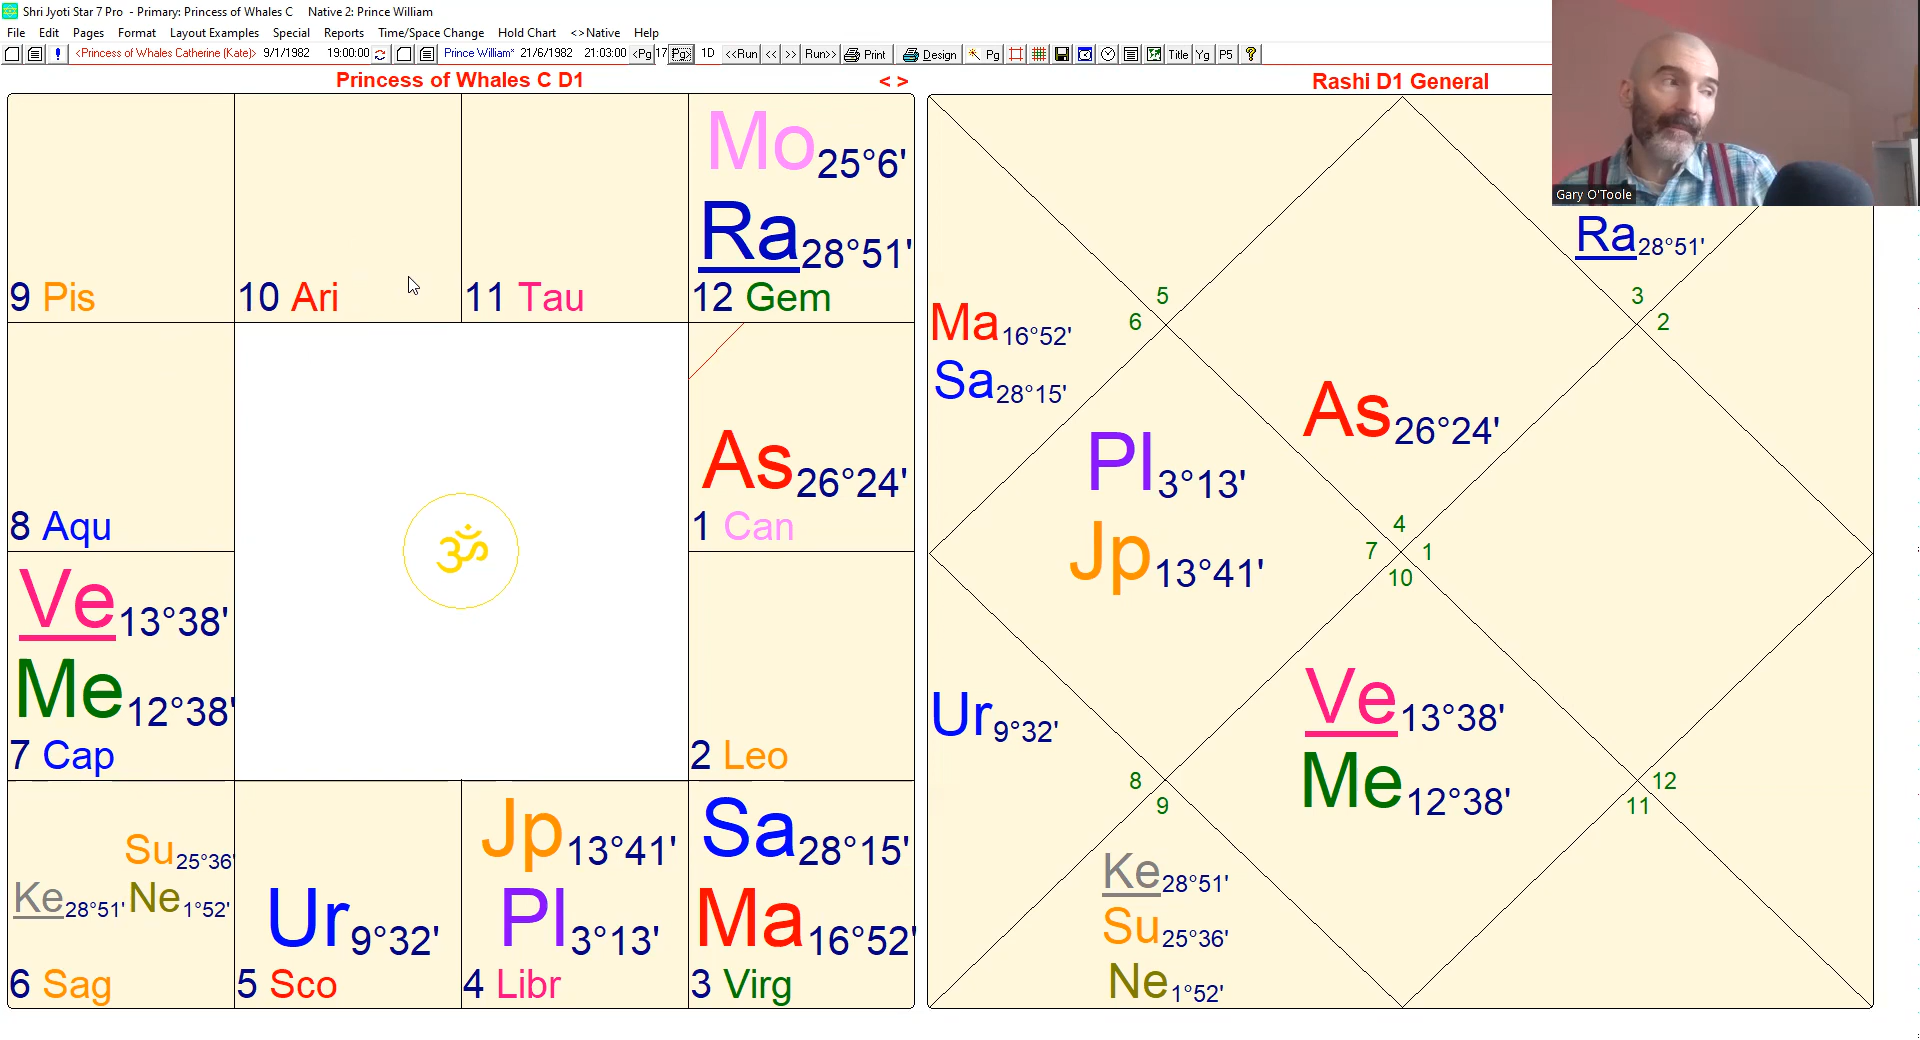 Shri Jyoti Star 7 Pro - Primary: Princess of Whales C Native 2: Prince William
File Edit Pages Format Layout Examples Special Reports Time/Space Change Hold Chart <>Native Help
<Princess of Whales Catherine (Kate)> 9/1/1982 19:00:00 Prince William* 21/6/1982 21:03:00 <Pg 17 Pg> 1D <<Run << >> Run>> Print Design Pg Title Yg P5 ?
Princess of Whales C D1 < >
Rashi D1 General
Gary O'Toole
Mo 25°6'
Ra 28°51'
9 Pis
10 Ari
11 Tau
12 Gem
As 26°24'
8 Aqu
1 Can
Ve 13°38'
Me 12°38'
7 Cap
2 Leo
ॐ
Su 25°36'
Ke 28°51' Ne 1°52'
6 Sag
Ur 9°32'
5 Sco
Jp 13°41'
Pl 3°13'
4 Libr
Sa 28°15'
Ma 16°52'
3 Virg
Ra 28°51'
5
6
3
2
Ma 16°52'
Sa 28°15'
As 26°24'
Pl 3°13'
Jp 13°41'
4
7 1
10
Ur 9°32'
Ve 13°38'
Me 12°38'
8
9
12
11
Ke 28°51'
Su 25°36'
Ne 1°52'